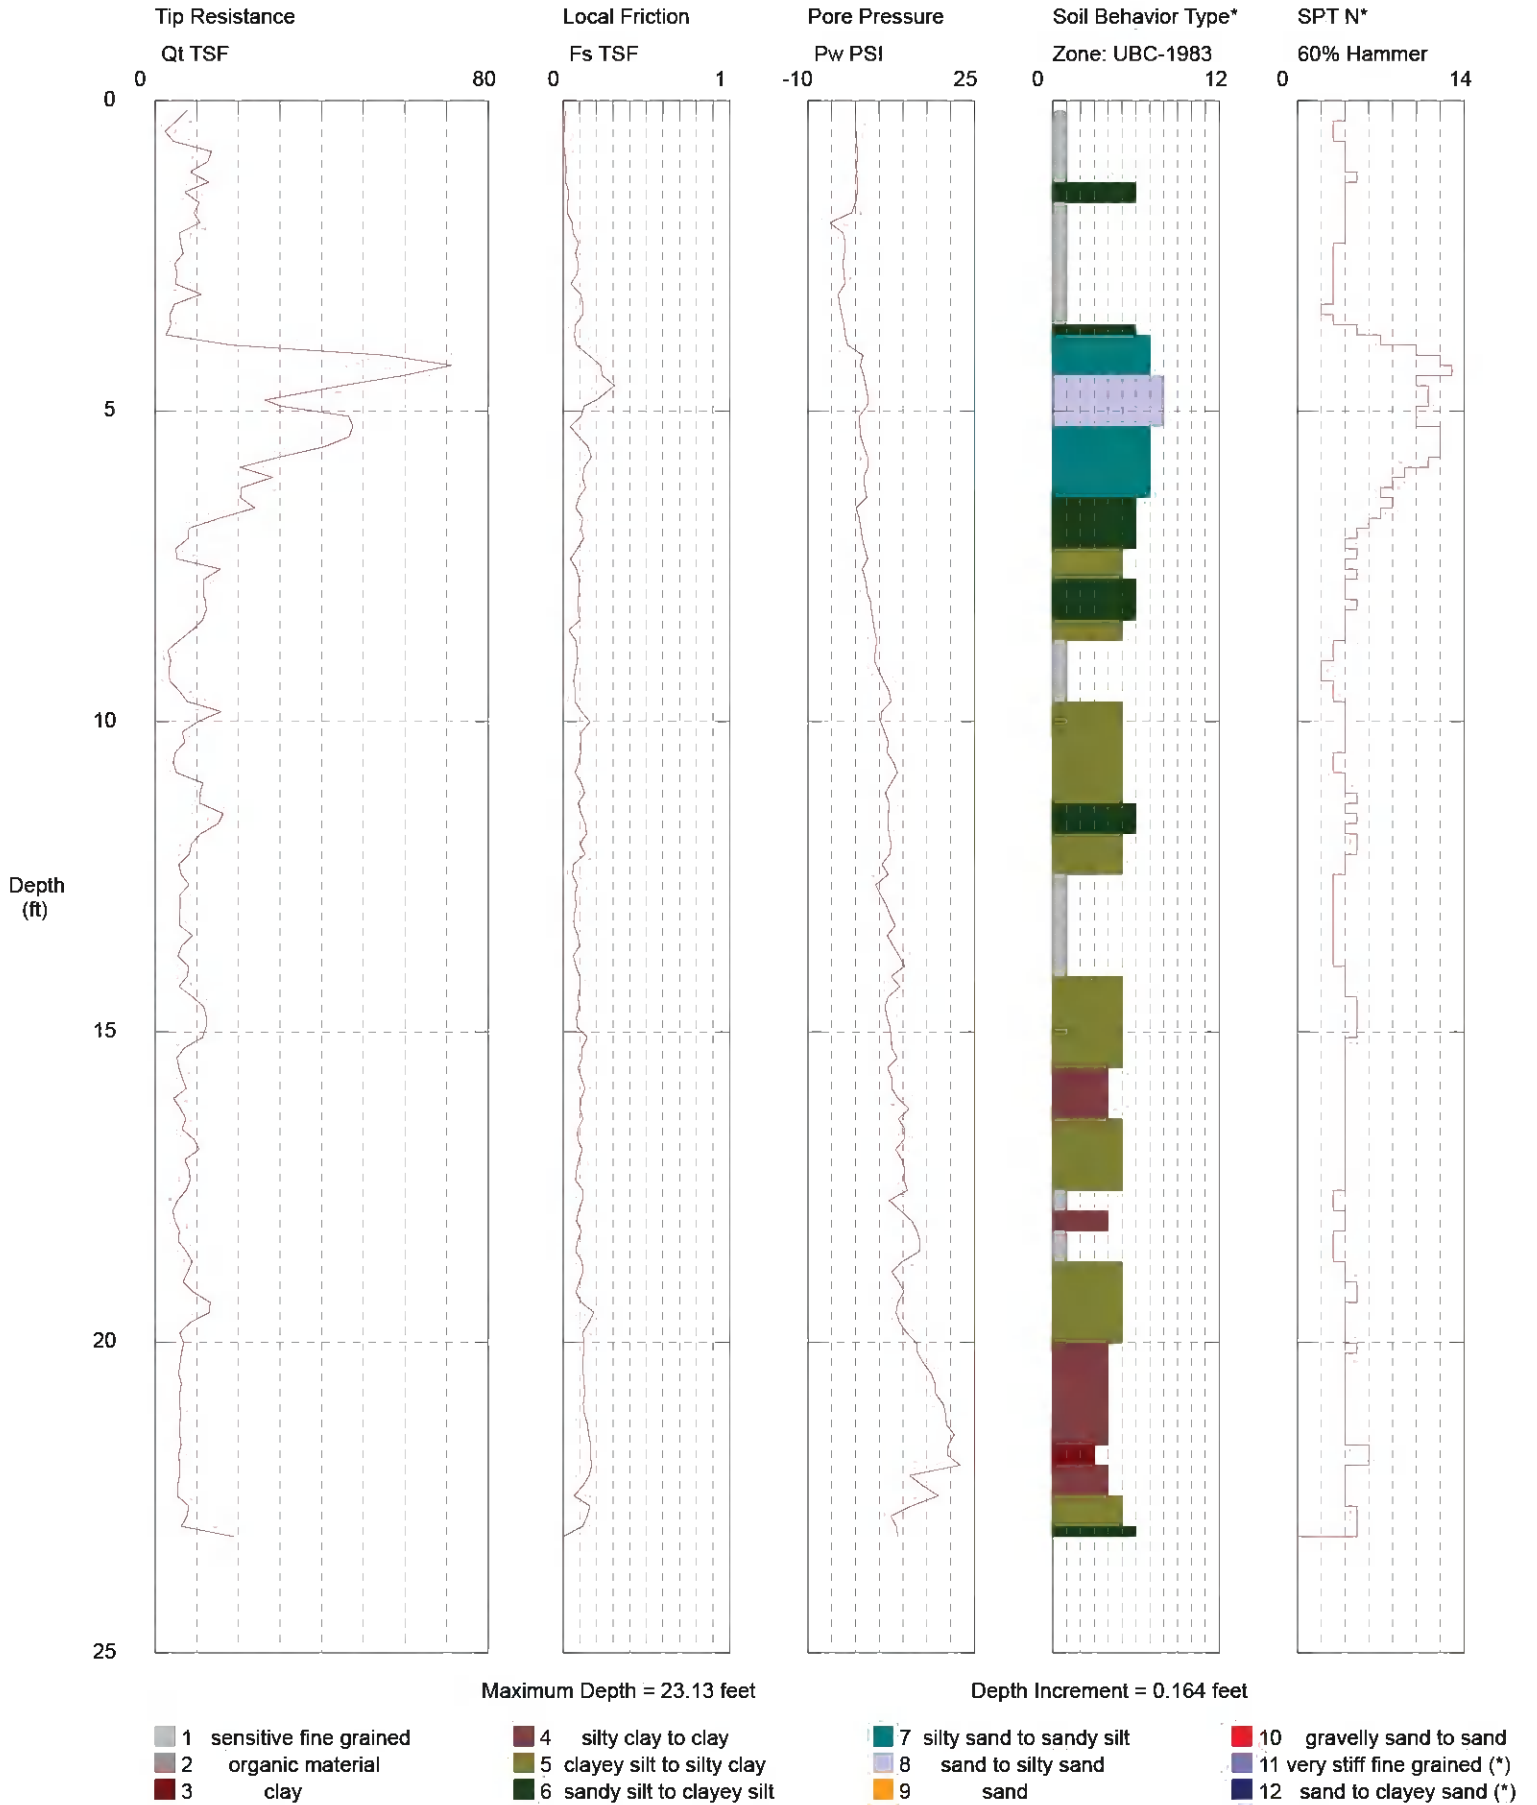 Tip Resistance Local Friction Pore Pressure Soil Behavior Type* SPT N*
Qt TSF Fs TSF Pw PSI Zone: UBC-1983 60% Hammer
0 80 0 1 -10 25 0 12 0 14
0
5
10
Depth
(ft)
15
20
25
Maximum Depth = 23.13 feet Depth Increment = 0.164 feet
1 sensitive fine grained 4 silty clay to clay 7 silty sand to sandy silt 10 gravelly sand to sand
2 organic material 5 clayey silt to silty clay 8 sand to silty sand 11 very stiff fine grained (*)
3 clay 6 sandy silt to clayey silt 9 sand 12 sand to clayey sand (*)